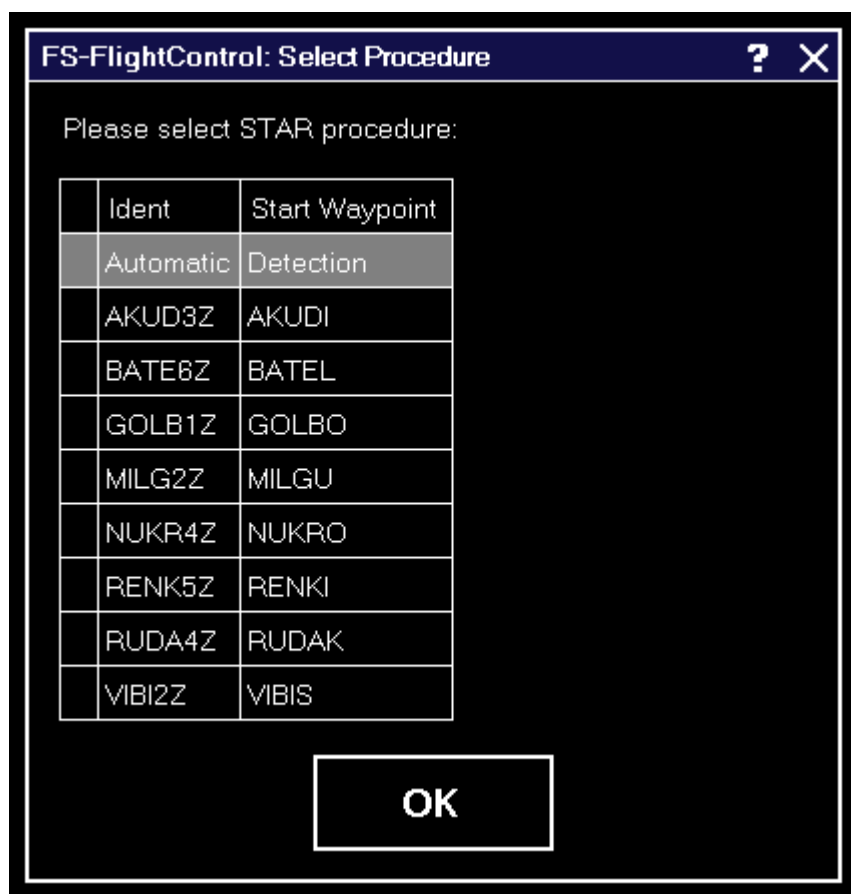 FS-FlightControl: Select Procedure ? X
Please select STAR procedure:
Ident Start Waypoint
Automatic Detection
AKUD3Z AKUDI
BATE6Z BATEL
GOLB1Z GOLBO
MILG2Z MILGU
NUKR4Z NUKRO
RENK5Z RENKI
RUDA4Z RUDAK
VIBI2Z VIBIS
OK